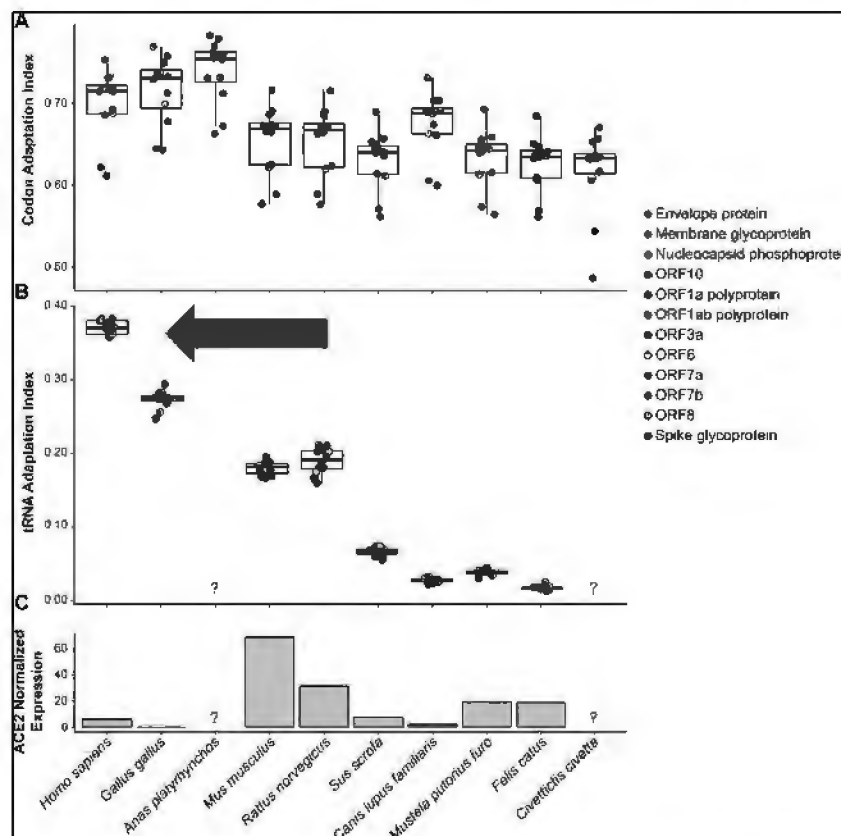 A
Codon Adaptation Index
0.70
0.60
0.50
Envelope protein
Membrane glycoprotein
Nucleocapsid phosphoprotei
ORF10
ORF1a polyprotein
ORF1ab polyprotein
ORF3a
ORF6
ORF7a
ORF7b
ORF8
Spike glycoprotein
B
tRNA Adaptation Index
0.40
0.30
0.20
0.10
0.00
?
?
C
ACE2 Normalized
Expression
60
40
20
0
?
?
Homo sapiens
Gallus gallus
Anas platyrhynchos
Mus musculus
Rattus norvegicus
Sus scrofa
Canis lupus familiaris
Mustela putorius furo
Felis catus
Civettictis civetta